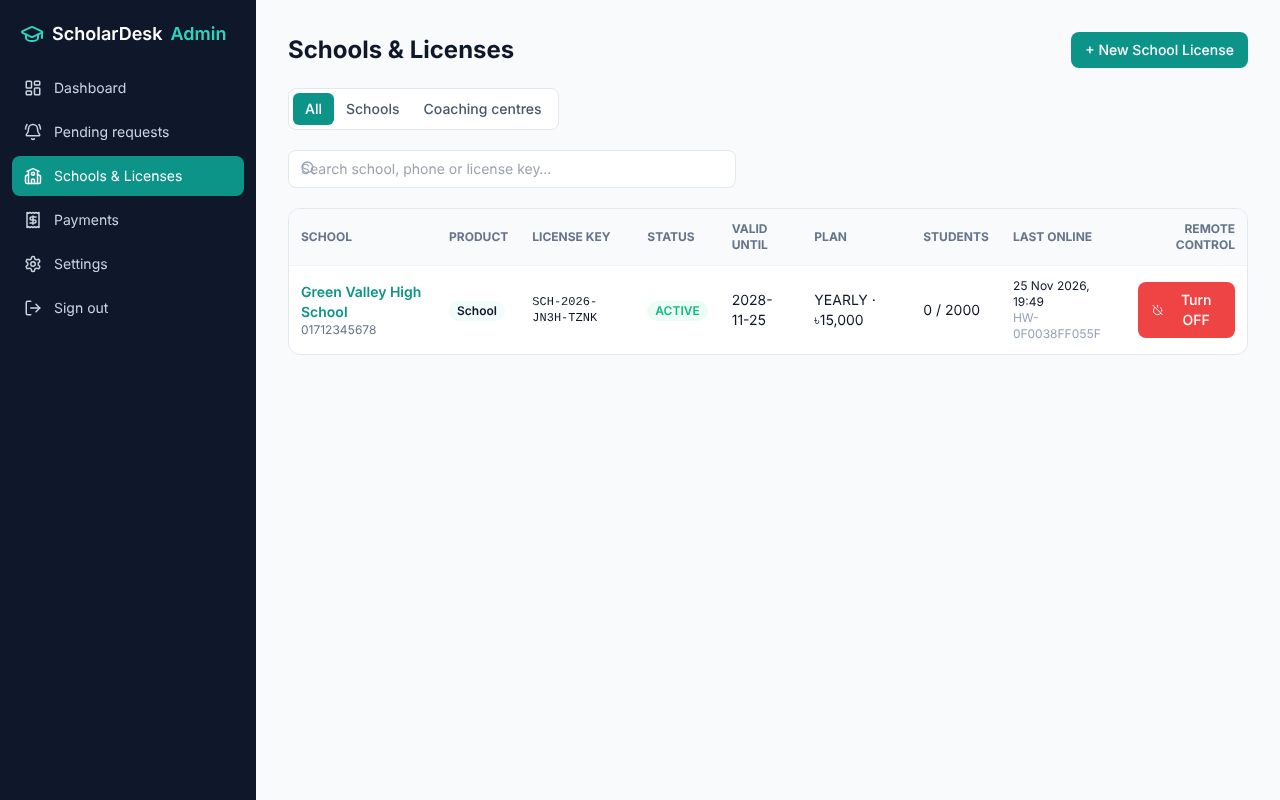 ScholarDesk Admin
Dashboard
Pending requests
Schools & Licenses
Payments
Settings
Sign out
Schools & Licenses
+ New School License
All
Schools
Coaching centres
Search school, phone or license key...
SCHOOL
PRODUCT
LICENSE KEY
STATUS
VALID
UNTIL
PLAN
STUDENTS
LAST ONLINE
REMOTE
CONTROL
Green Valley High
School
01712345678
School
SCH-2026-
JN3H-TZNK
ACTIVE
2028-
11-25
YEARLY ·
৳15,000
0 / 2000
25 Nov 2026,
19:49
HW-
0F0038FF055F
Turn
OFF